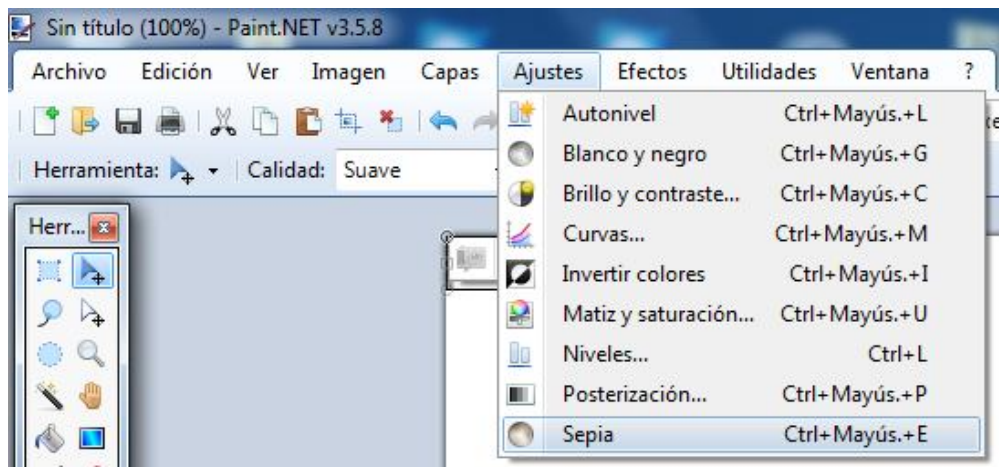 Sin título (100%) - Paint.NET v3.5.8
Archivo Edición Ver Imagen Capas Ajustes Efectos Utilidades Ventana ?
Herramienta: Calidad: Suave
Herr...
Autonivel Ctrl+Mayús.+L
Blanco y negro Ctrl+Mayús.+G
Brillo y contraste... Ctrl+Mayús.+C
Curvas... Ctrl+Mayús.+M
Invertir colores Ctrl+Mayús.+I
Matiz y saturación... Ctrl+Mayús.+U
Niveles... Ctrl+L
Posterización... Ctrl+Mayús.+P
Sepia Ctrl+Mayús.+E